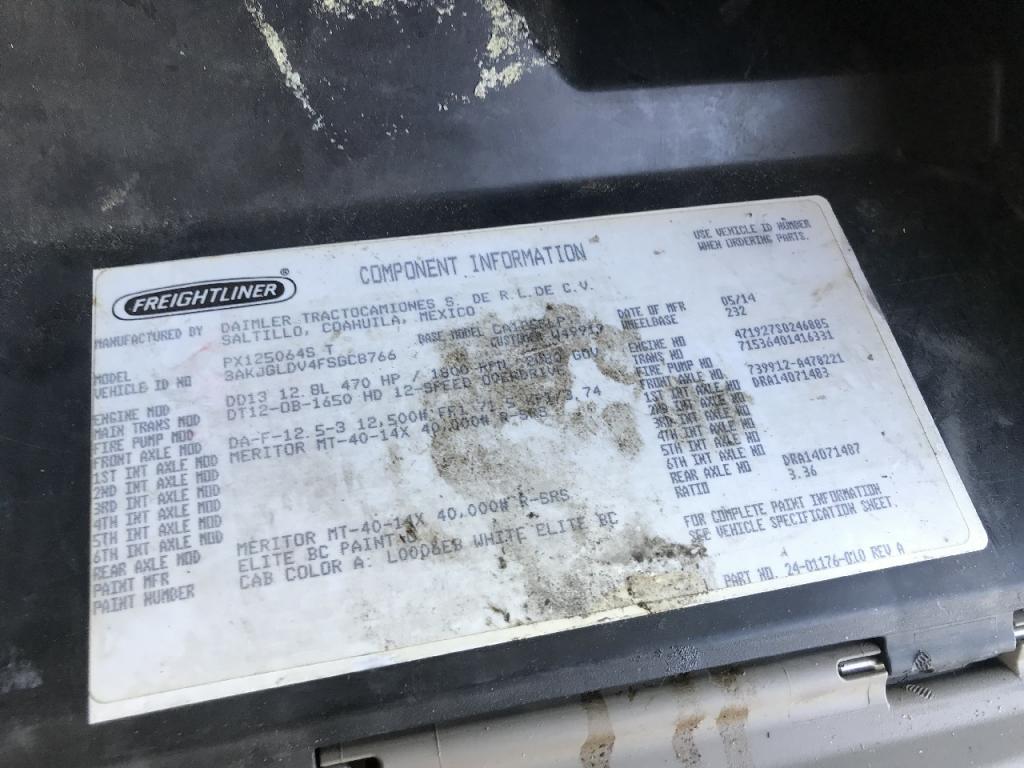 USE VEHICLE ID NUMBER
WHEN ORDERING PARTS.
FREIGHTLINER®
COMPONENT INFORMATION
MANUFACTURED BY DAIMLER TRACTOCAMIONES S. DE R.L.DE C.V.
SALTILLO, COAHUILA, MEXICO
DATE OF MFR 05/14
MODEL PX125064S T BASE MODEL WHEELBASE 232
VEHICLE ID NO 3AKJGLDV4FSGCB766 CUSTOMER
ENGINE MOD DD13 12.8L 470 HP / 1800 RPM, GOV ENGINE NO 471927S0246885
MAIN TRANS MOD DT12-OB-1650 HD 12-SPEED OVERDRIVE TRANS NO 71536401416331
FIRE PUMP MOD FIRE PUMP NO
FRONT AXLE MOD DA-F-12.5-3 12,500# 3.74 FRONT AXLE NO 739912-A478221
1ST INT AXLE MOD MERITOR MT-40-14X 40,000# R-SRS 1ST INT AXLE NO DRA14071483
2ND INT AXLE MOD 2ND INT AXLE NO
3RD INT AXLE MOD 3RD INT AXLE NO
4TH INT AXLE MOD 4TH INT AXLE NO
5TH INT AXLE MOD 5TH INT AXLE NO
6TH INT AXLE MOD 6TH INT AXLE NO
REAR AXLE MOD MERITOR MT-40-14X 40,000# R-SRS REAR AXLE NO DRA14071487
PAINT MFR ELITE BC PAINT RATIO 3.36
PAINT NUMBER CAB COLOR A: WHITE ELITE BC
FOR COMPLETE PAINT INFORMATION
SEE VEHICLE SPECIFICATION SHEET.
PART NO. 24-01176-010 REV A